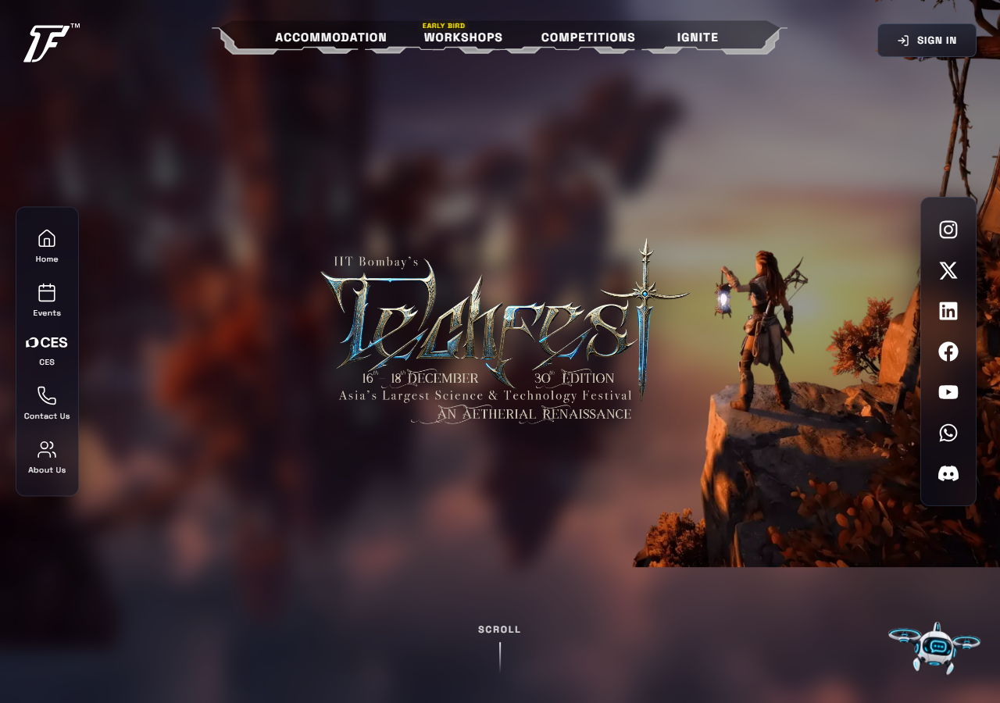 TF™
EARLY BIRD
ACCOMMODATION WORKSHOPS COMPETITIONS IGNITE
SIGN IN
Home
Events
CES
CES
Contact Us
About Us
IIT Bombay's
Techfest
16th - 18th DECEMBER 30th EDITION
Asia's Largest Science & Technology Festival
AN AETHERIAL RENAISSANCE
SCROLL